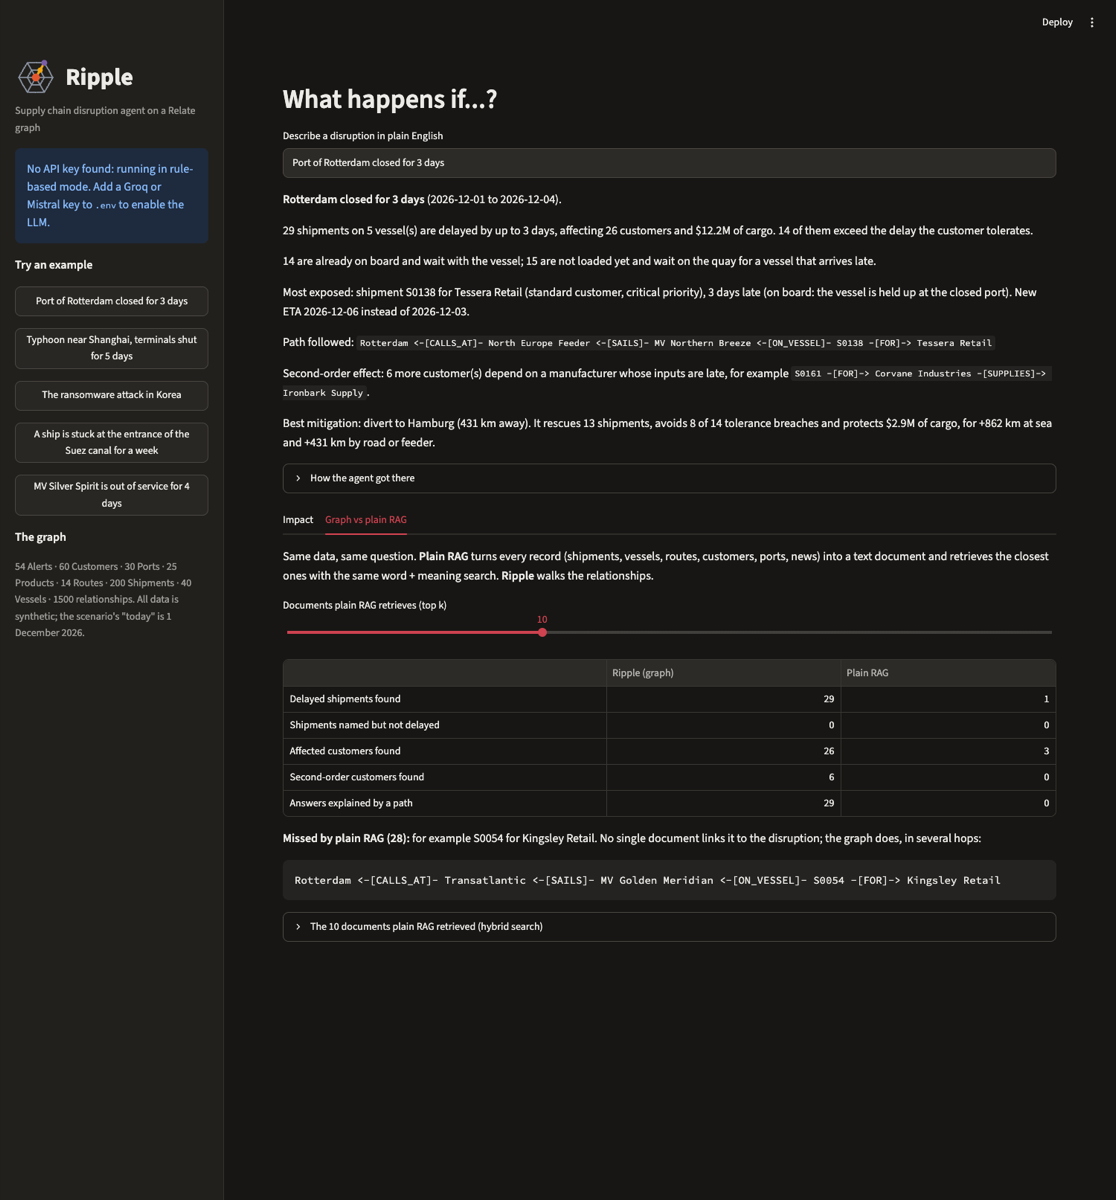 Deploy
Ripple
Supply chain disruption agent on a Relate
graph
No API key found: running in rule-
based mode. Add a Groq or
Mistral key to .env to enable the
LLM.
Try an example
Port of Rotterdam closed for 3 days
Typhoon near Shanghai, terminals shut
for 5 days
The ransomware attack in Korea
A ship is stuck at the entrance of the
Suez canal for a week
MV Silver Spirit is out of service for 4
days
The graph
54 Alerts · 60 Customers · 30 Ports · 25
Products · 14 Routes · 200 Shipments · 40
Vessels · 1500 relationships. All data is
synthetic; the scenario's "today" is 1
December 2026.
What happens if...?
Describe a disruption in plain English
Port of Rotterdam closed for 3 days
Rotterdam closed for 3 days (2026-12-01 to 2026-12-04).
29 shipments on 5 vessel(s) are delayed by up to 3 days, affecting 26 customers and $12.2M of cargo. 14 of them exceed the delay the customer tolerates.
14 are already on board and wait with the vessel; 15 are not loaded yet and wait on the quay for a vessel that arrives late.
Most exposed: shipment S0138 for Tessera Retail (standard customer, critical priority), 3 days late (on board: the vessel is held up at the closed port). New
ETA 2026-12-06 instead of 2026-12-03.
Path followed: Rotterdam <-[CALLS_AT]- North Europe Feeder <-[SAILS]- MV Northern Breeze <-[ON_VESSEL]- S0138 -[FOR]-> Tessera Retail
Second-order effect: 6 more customer(s) depend on a manufacturer whose inputs are late, for example S0161 -[FOR]-> Corvane Industries -[SUPPLIES]->
Ironbark Supply.
Best mitigation: divert to Hamburg (431 km away). It rescues 13 shipments, avoids 8 of 14 tolerance breaches and protects $2.9M of cargo, for +862 km at sea
and +431 km by road or feeder.
How the agent got there
Impact
Graph vs plain RAG
Same data, same question. Plain RAG turns every record (shipments, vessels, routes, customers, ports, news) into a text document and retrieves the closest
ones with the same word + meaning search. Ripple walks the relationships.
Documents plain RAG retrieves (top k)
10
Ripple (graph) Plain RAG
Delayed shipments found 29 1
Shipments named but not delayed 0 0
Affected customers found 26 3
Second-order customers found 6 0
Answers explained by a path 29 0
Missed by plain RAG (28): for example S0054 for Kingsley Retail. No single document links it to the disruption; the graph does, in several hops:
Rotterdam <-[CALLS_AT]- Transatlantic <-[SAILS]- MV Golden Meridian <-[ON_VESSEL]- S0054 -[FOR]-> Kingsley Retail
The 10 documents plain RAG retrieved (hybrid search)